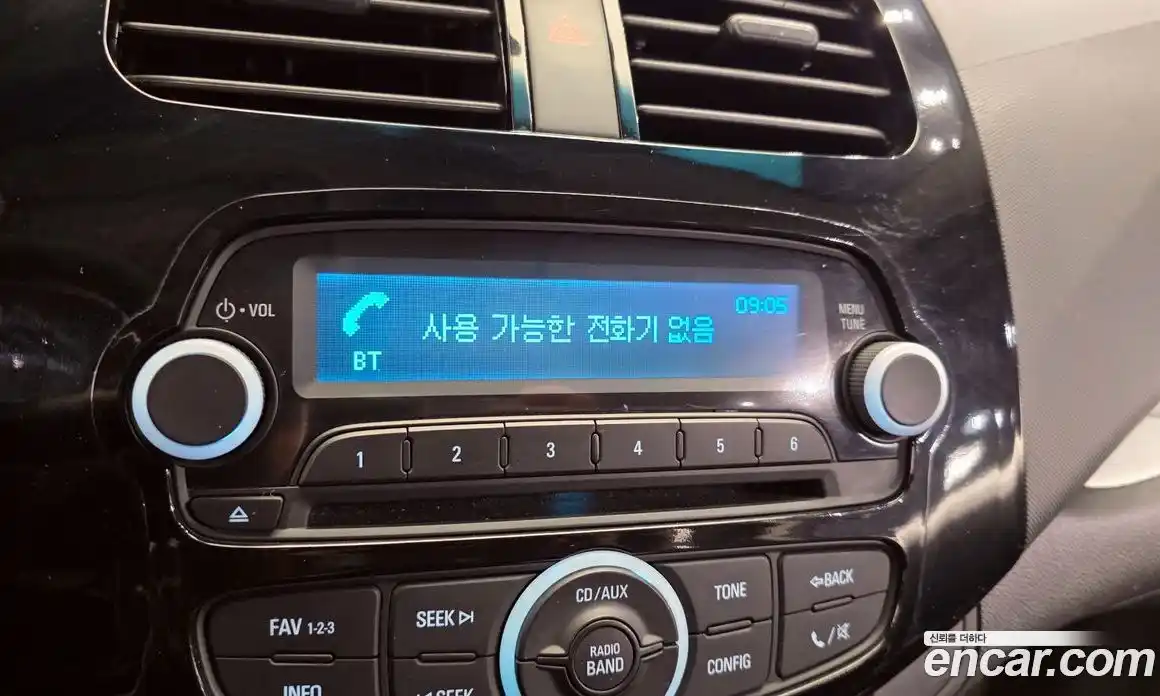 VOL
09:05
MENU
TUNE
사용 가능한 전화기 없음
BT
1 2 3 4 5 6
CD/AUX
TONE
BACK
FAV 1-2-3
SEEK
RADIO
BAND
CONFIG
INFO
SEEK
신뢰를 더하다
encar.com